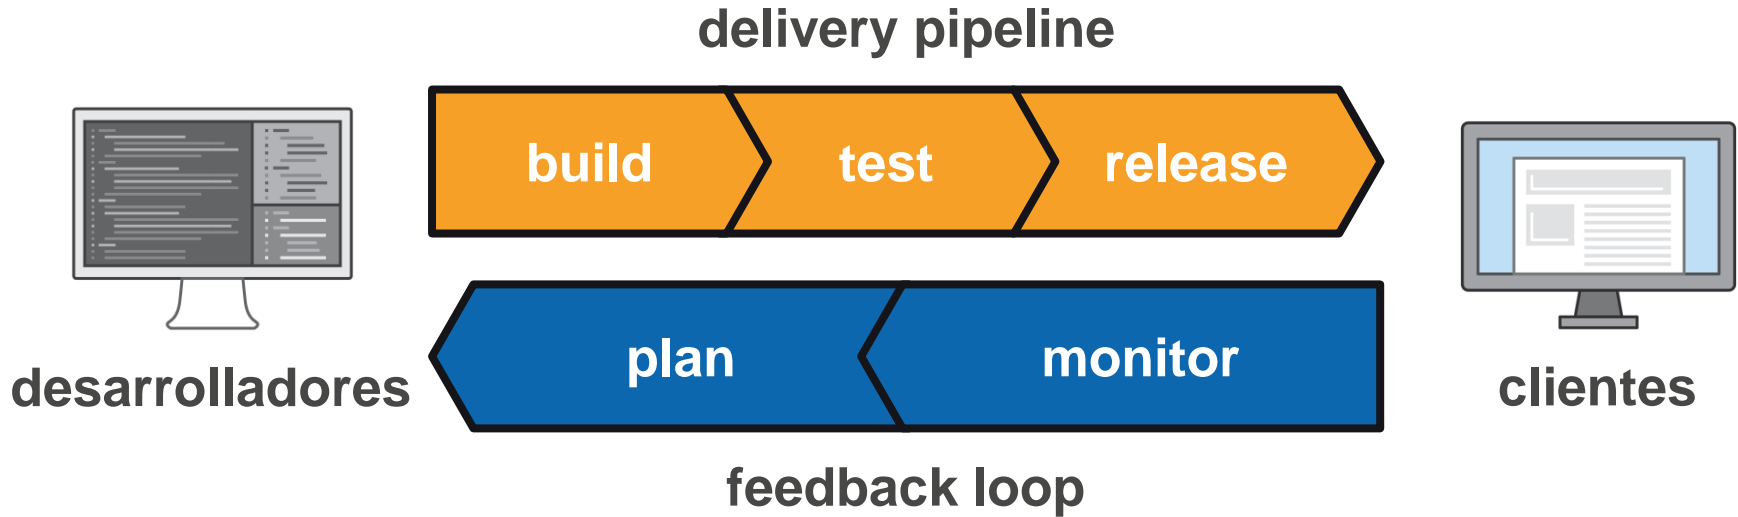 delivery pipeline
build
test
release
desarrolladores
plan
monitor
clientes
feedback loop